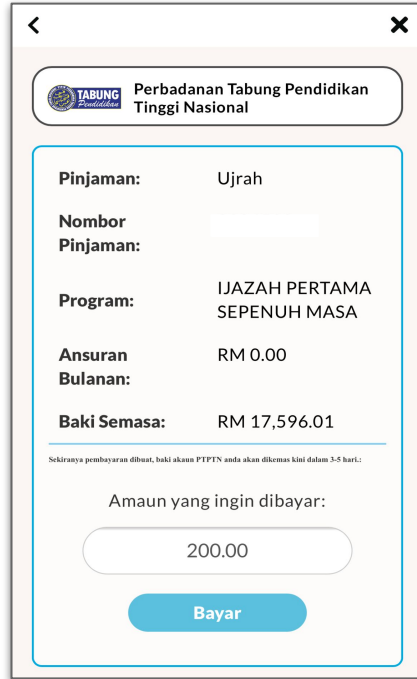 TABUNG
Pendidikan
Perbadanan Tabung Pendidikan
Tinggi Nasional
Pinjaman: Ujrah
Nombor
Pinjaman:
Program: IJAZAH PERTAMA
SEPENUH MASA
Ansuran RM 0.00
Bulanan:
Baki Semasa: RM 17,596.01
Sekiranya pembayaran dibuat, baki akaun PTPTN anda akan dikemas kini dalam 3-5 hari.:
Amaun yang ingin dibayar:
200.00
Bayar